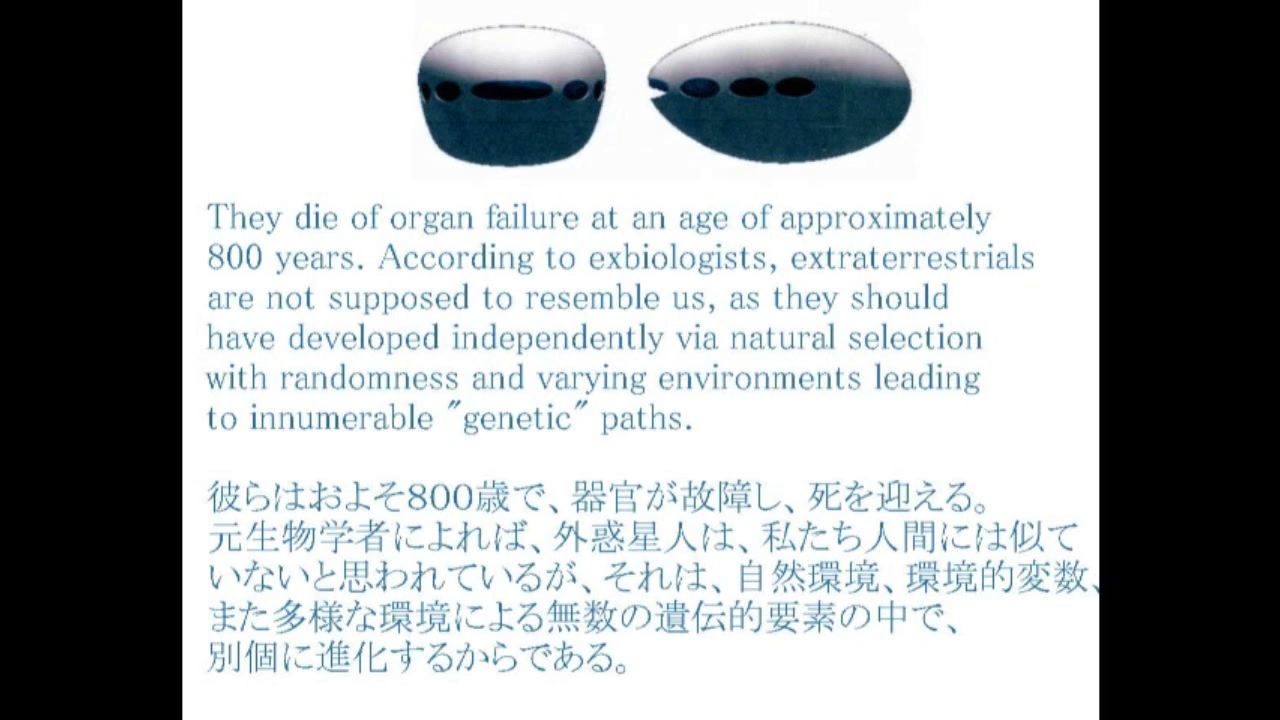 They die of organ failure at an age of approximately
800 years. According to exbiologists, extraterrestrials
are not supposed to resemble us, as they should
have developed independently via natural selection
with randomness and varying environments leading
to innumerable "genetic" paths.
彼らはおよそ800歳で、器官が故障し、死を迎える。
元生物学者によれば、外惑星人は、私たち人間には似て
いないと思われているが、それは、自然環境、環境的変数、
また多様な環境による無数の遺伝的要素の中で、
別個に進化するからである。